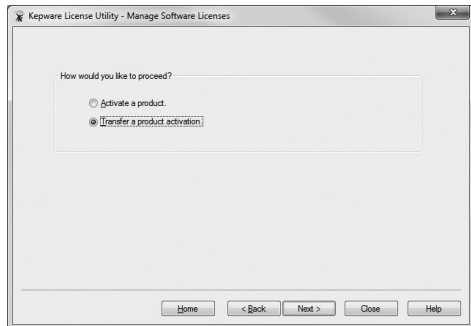 Kepware License Utility - Manage Software Licenses
How would you like to proceed?
Activate a product.
Transfer a product activation.
Home < Back Next > Close Help